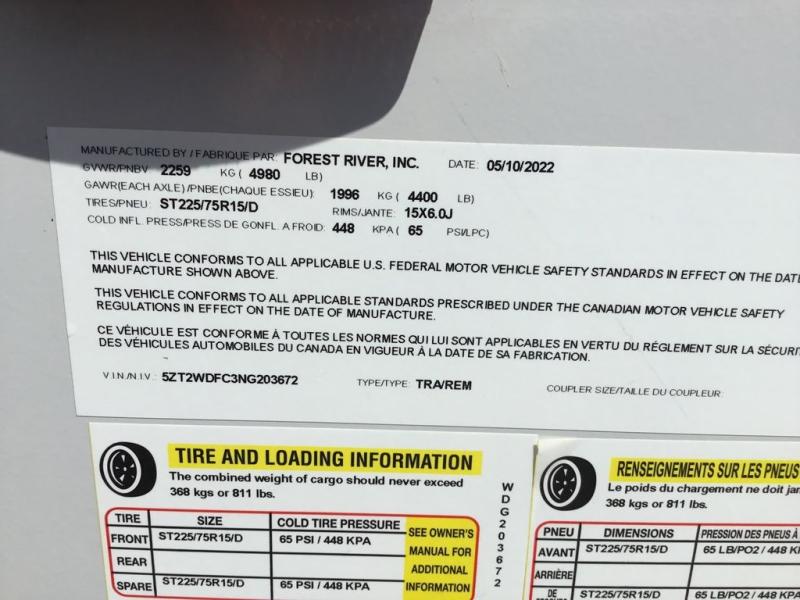 MANUFACTURED BY / FABRIQUE PAR: FOREST RIVER, INC. DATE: 05/10/2022
GVWR/PNBV 2259 KG ( 4980 LB)
GAWR(EACH AXLE) /PNBE(CHAQUE ESSIEU): 1996 KG ( 4400 LB)
TIRES/PNEU: ST225/75R15/D RIMS/JANTE: 15X6.0J
COLD INFL. PRESS/PRESS DE GONFL. A FROID: 448 KPA ( 65 PSI/LPC)
THIS VEHICLE CONFORMS TO ALL APPLICABLE U.S. FEDERAL MOTOR VEHICLE SAFETY STANDARDS IN EFFECT ON THE DATE
MANUFACTURE SHOWN ABOVE.
THIS VEHICLE CONFORMS TO ALL APPLICABLE STANDARDS PRESCRIBED UNDER THE CANADIAN MOTOR VEHICLE SAFETY
REGULATIONS IN EFFECT ON THE DATE OF MANUFACTURE.
CE VÉHICULE EST CONFORME À TOUTES LES NORMES QUI LUI SONT APPLICABLES EN VERTU DU RÉGLEMENT SUR LA SÉCURI
DES VÉHICULES AUTOMOBILES DU CANADA EN VIGUEUR À LA DATE DE SA FABRICATION.
V.I.N./N.I.V.: 5ZT2WDFC3NG203672 TYPE/TYPE: TRA/REM COUPLER SIZE/TAILLE DU COUPLEUR:
TIRE AND LOADING INFORMATION
The combined weight of cargo should never exceed
368 kgs or 811 lbs.
TIRE SIZE COLD TIRE PRESSURE SEE OWNER'S MANUAL FOR ADDITIONAL INFORMATION
FRONT ST225/75R15/D 65 PSI / 448 KPA
REAR
SPARE ST225/75R15/D 65 PSI / 448 KPA
WDG203672
RENSEIGNEMENTS SUR LES PNEUS
Le poids du chargement ne doit jam
368 kgs or 811 lbs.
PNEU DIMENSIONS PRESSION DES PNEUS À
AVANT ST225/75R15/D 65 LB/PO2 / 448 K
ARRIÈRE
DE ST225/75R15/D 65 LB/PO2 / 448 KPA